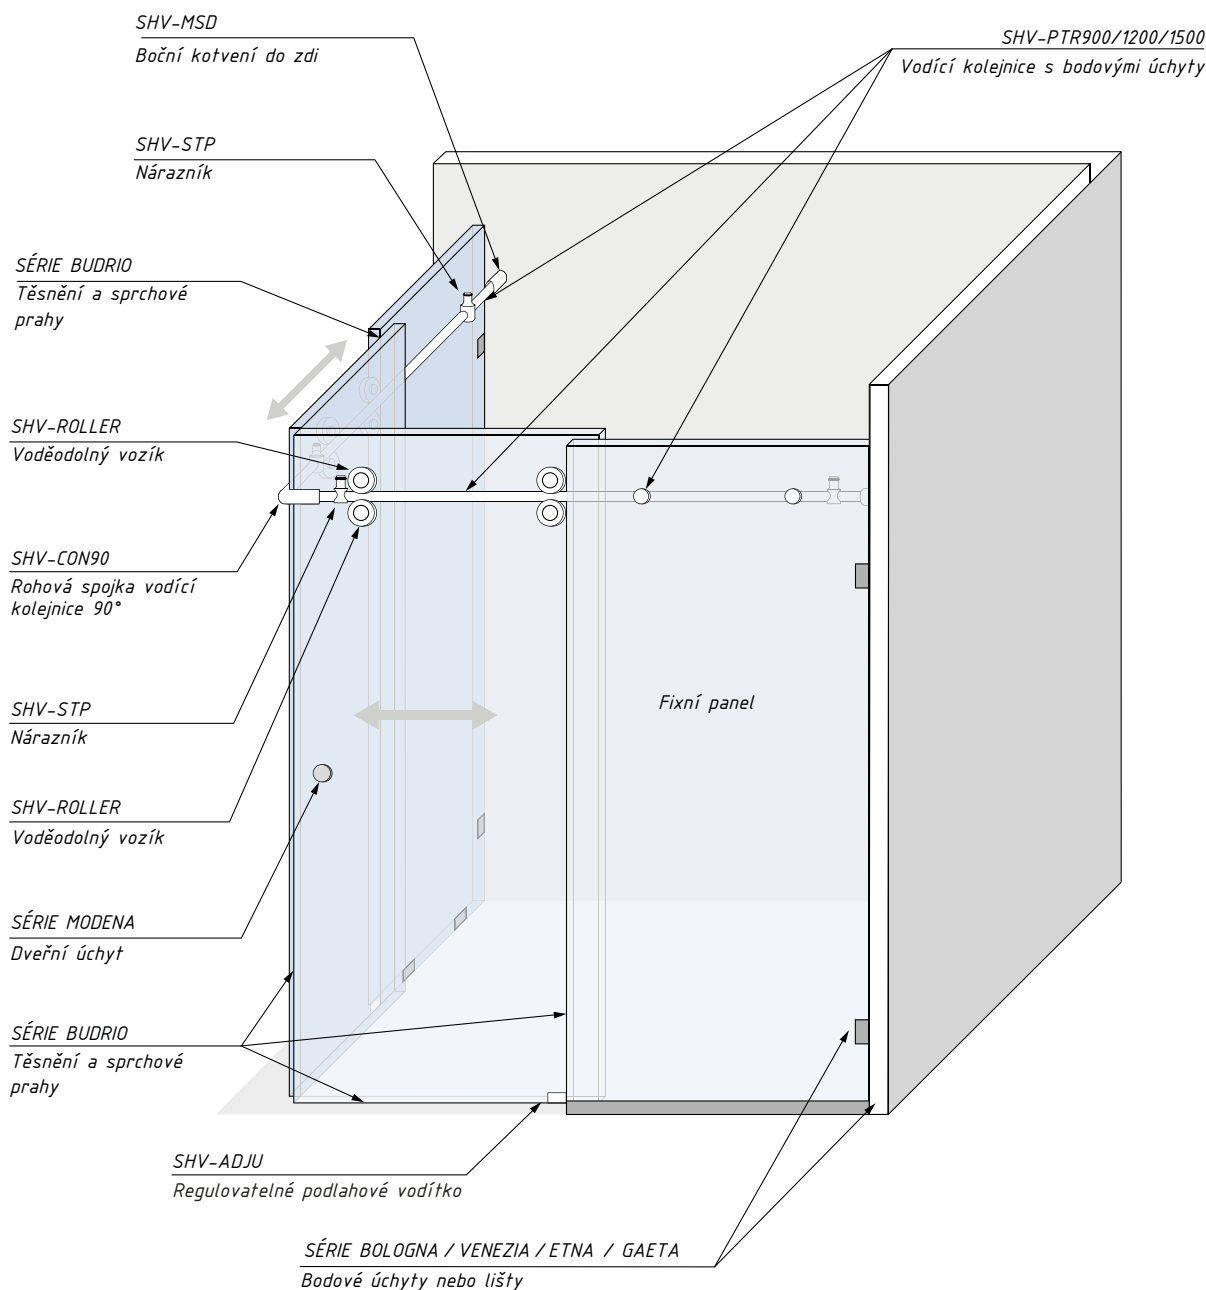 SHV-MSD
Boční kotvení do zdi
SHV-PTR900/1200/1500
Vodící kolejnice s bodovými úchyty
SHV-STP
Nárazník
SÉRIE BUDRIO
Těsnění a sprchové
prahy
SHV-ROLLER
Voděodolný vozík
SHV-CON90
Rohová spojka vodící
kolejnice 90°
SHV-STP
Nárazník
Fixní panel
SHV-ROLLER
Voděodolný vozík
SÉRIE MODENA
Dveřní úchyt
SÉRIE BUDRIO
Těsnění a sprchové
prahy
SHV-ADJU
Regulovatelné podlahové vodítko
SÉRIE BOLOGNA / VENEZIA / ETNA / GAETA
Bodové úchyty nebo lišty